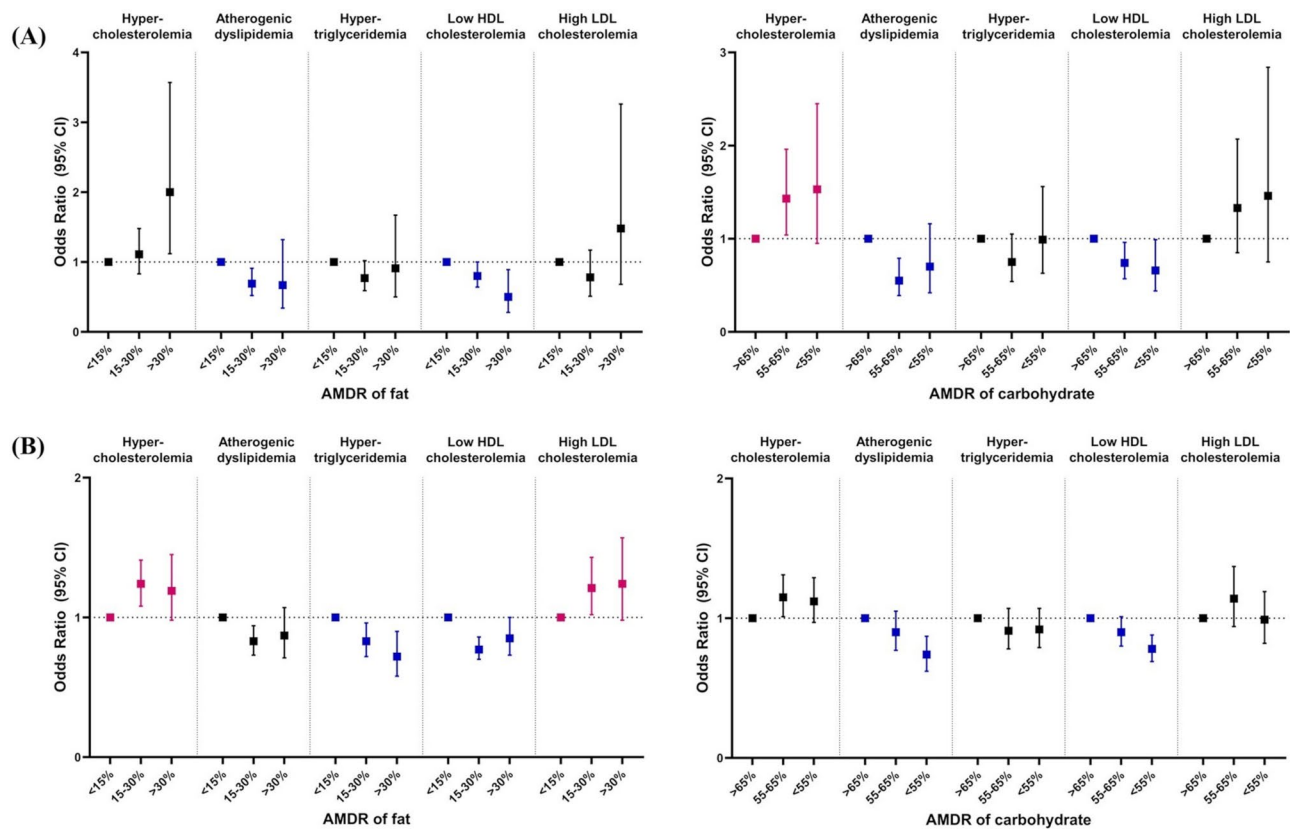 (A)
Hyper-
cholesterolemia
Atherogenic
dyslipidemia
Hyper-
triglyceridemia
Low HDL
cholesterolemia
High LDL
cholesterolemia
Odds Ratio (95% CI)
4
3
2
1
0
<15%
15-30%
>30%
<15%
15-30%
>30%
<15%
15-30%
>30%
<15%
15-30%
>30%
<15%
15-30%
>30%
AMDR of fat
Hyper-
cholesterolemia
Atherogenic
dyslipidemia
Hyper-
triglyceridemia
Low HDL
cholesterolemia
High LDL
cholesterolemia
Odds Ratio (95% CI)
3
2
1
0
>65%
55-65%
<55%
>65%
55-65%
<55%
>65%
55-65%
<55%
>65%
55-65%
<55%
>65%
55-65%
<55%
AMDR of carbohydrate
(B)
Hyper-
cholesterolemia
Atherogenic
dyslipidemia
Hyper-
triglyceridemia
Low HDL
cholesterolemia
High LDL
cholesterolemia
Odds Ratio (95% CI)
2
1
0
<15%
15-30%
>30%
<15%
15-30%
>30%
<15%
15-30%
>30%
<15%
15-30%
>30%
<15%
15-30%
>30%
AMDR of fat
Hyper-
cholesterolemia
Atherogenic
dyslipidemia
Hyper-
triglyceridemia
Low HDL
cholesterolemia
High LDL
cholesterolemia
Odds Ratio (95% CI)
2
1
0
>65%
55-65%
<55%
>65%
55-65%
<55%
>65%
55-65%
<55%
>65%
55-65%
<55%
>65%
55-65%
<55%
AMDR of carbohydrate